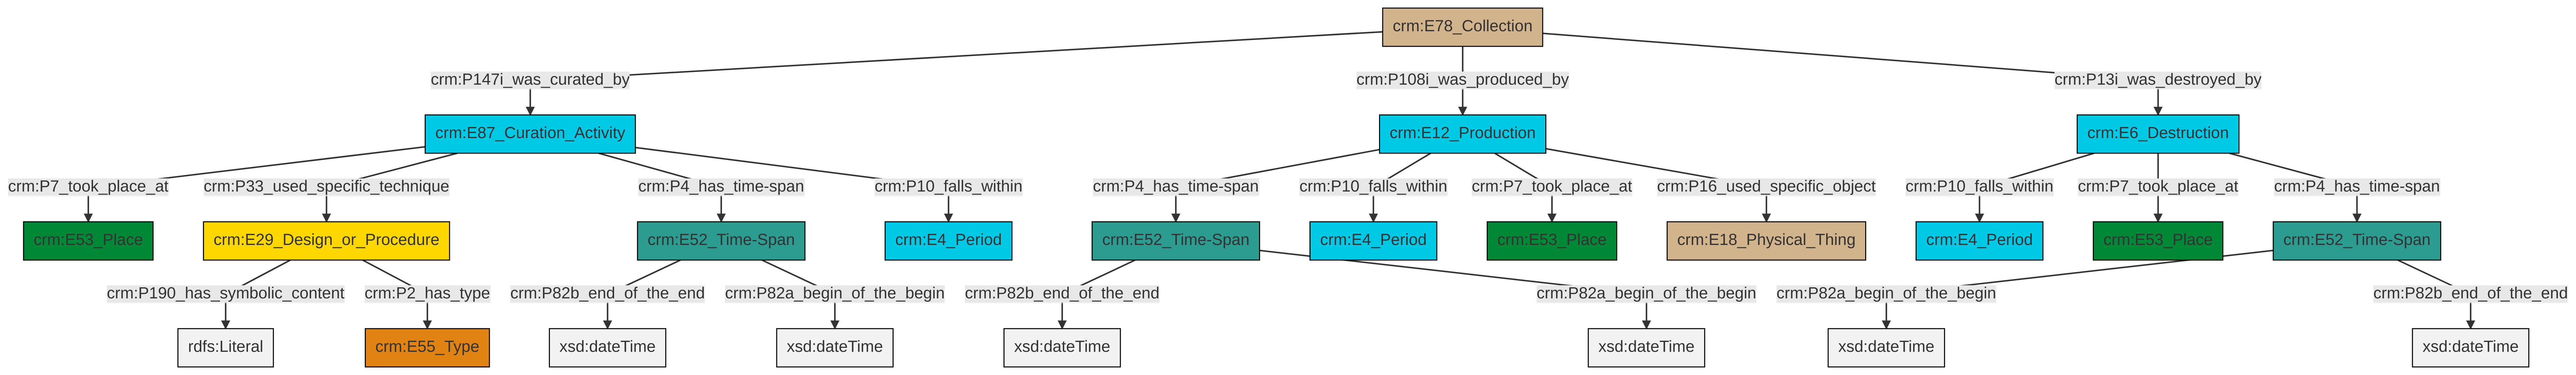 crm:E78_Collection
crm:P147i_was_curated_by
crm:P108i_was_produced_by
crm:P13i_was_destroyed_by
crm:E87_Curation_Activity
crm:E12_Production
crm:E6_Destruction
crm:P7_took_place_at
crm:P33_used_specific_technique
crm:P4_has_time-span
crm:P10_falls_within
crm:P4_has_time-span
crm:P10_falls_within
crm:P7_took_place_at
crm:P16_used_specific_object
crm:P10_falls_within
crm:P7_took_place_at
crm:P4_has_time-span
crm:E53_Place
crm:E29_Design_or_Procedure
crm:E52_Time-Span
crm:E4_Period
crm:E52_Time-Span
crm:E4_Period
crm:E53_Place
crm:E18_Physical_Thing
crm:E4_Period
crm:E53_Place
crm:E52_Time-Span
crm:P190_has_symbolic_content
crm:P2_has_type
crm:P82b_end_of_the_end
crm:P82a_begin_of_the_begin
crm:P82b_end_of_the_end
crm:P82a_begin_of_the_begin
crm:P82a_begin_of_the_begin
crm:P82b_end_of_the_end
rdfs:Literal
crm:E55_Type
xsd:dateTime
xsd:dateTime
xsd:dateTime
xsd:dateTime
xsd:dateTime
xsd:dateTime